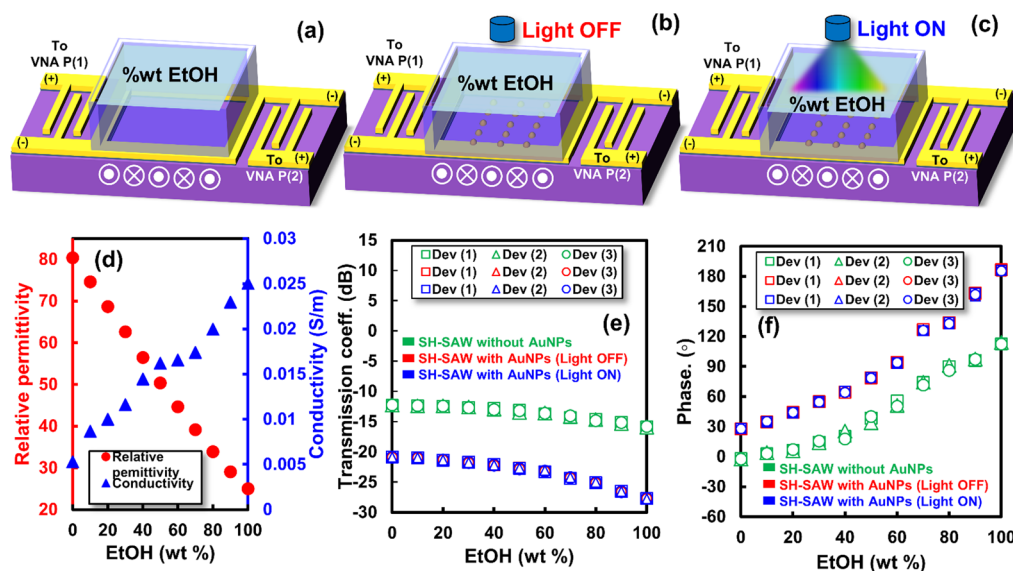 (a)
To
VNA P(1)
(+)
(-)
%wt EtOH
(-)
To
(+)
VNA P(2)
(b)
Light OFF
To
VNA P(1)
(+)
(-)
%wt EtOH
(-)
To
(+)
VNA P(2)
(c)
Light ON
To
VNA P(1)
(+)
(-)
%wt EtOH
(-)
To
(+)
VNA P(2)
(d)
Relative permittivity
80
70
60
50
40
30
20
0.03
0.025
0.02
0.015
0.01
0.005
0
Conductivity (S/m)
Relative
pemittivity
Conductivity
0 20 40 60 80 100
EtOH (wt %)
(e)
Transmission coeff. (dB)
15
10
5
0
-5
-10
-15
-20
-25
-30
Dev (1) Dev (2) Dev (3)
Dev (1) Dev (2) Dev (3)
Dev (1) Dev (2) Dev (3)
SH-SAW without AuNPs
SH-SAW with AuNPs (Light OFF)
SH-SAW with AuNPs (Light ON)
0 20 40 60 80 100
EtOH (wt %)
(f)
Phase. (○)
210
180
150
120
90
60
30
0
-30
-60
Dev (1) Dev (2) Dev (3)
Dev (1) Dev (2) Dev (3)
Dev (1) Dev (2) Dev (3)
SH-SAW without AuNPs
SH-SAW with AuNPs (Light OFF)
SH-SAW with AuNPs (Light ON)
0 20 40 60 80 100
EtOH (wt %)